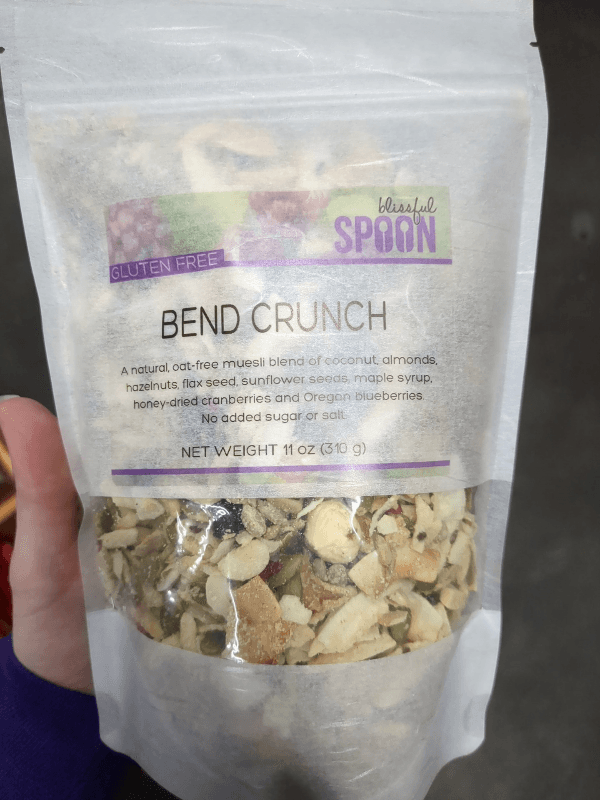 blissful
SPOON
GLUTEN FREE
BEND CRUNCH
A natural, oat-free muesli blend of coconut, almonds,
hazelnuts, flax seed, sunflower seeds, maple syrup,
honey-dried cranberries and Oregon blueberries.
No added sugar or salt.
NET WEIGHT 11 oz (310 g)